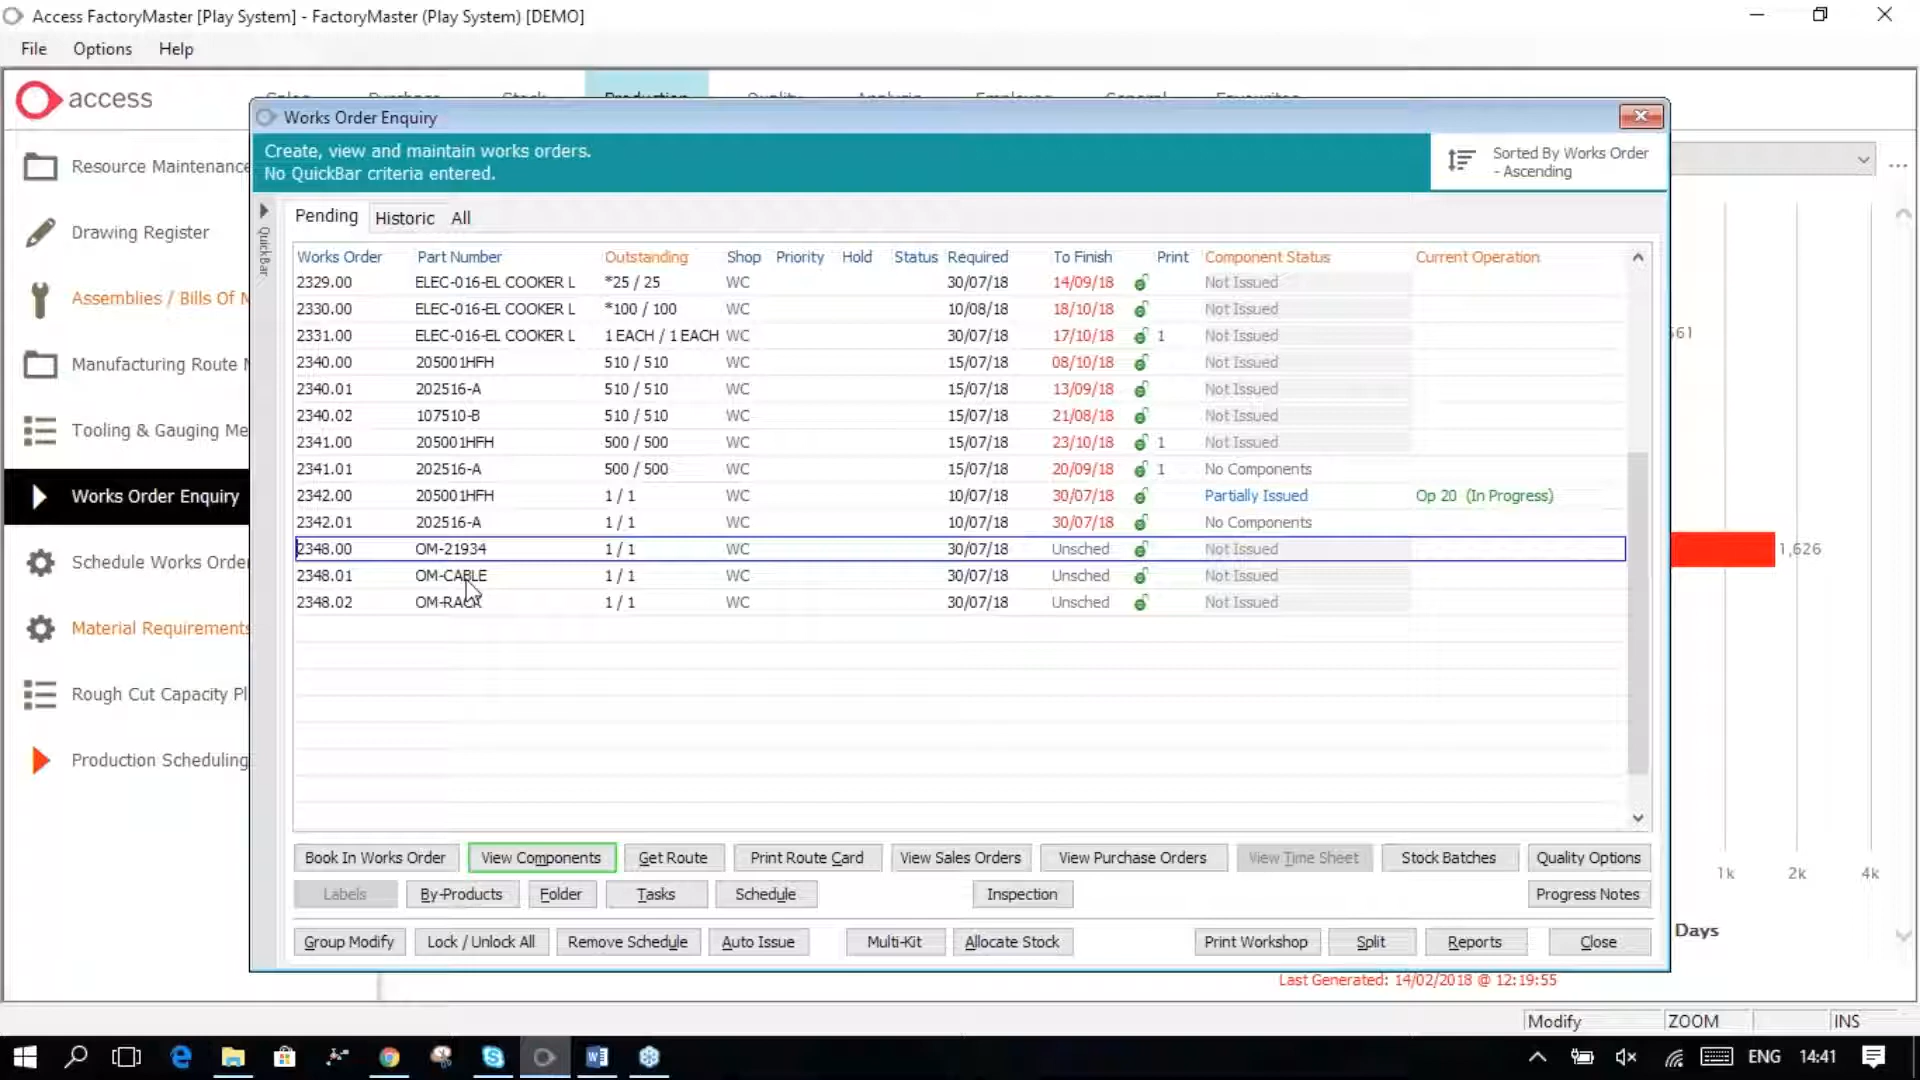 Access FactoryMaster [Play System] - FactoryMaster (Play System) [DEMO]
File Options Help
access
Production
Works Order Enquiry
Create, view and maintain works orders.
No QuickBar criteria entered.
Sorted By Works Order
- Ascending
Resource Maintenance
Drawing Register
Assemblies / Bills Of
Manufacturing Route
Tooling & Gauging Me
Works Order Enquiry
Schedule Works Order
Material Requirements
Rough Cut Capacity Pl
Production Scheduling
QuickBar
Pending Historic All
Works Order Part Number Outstanding Shop Priority Hold Status Required To Finish Print Component Status Current Operation
2329.00 ELEC-016-EL COOKER L *25 / 25 WC 30/07/18 14/09/18 Not Issued
2330.00 ELEC-016-EL COOKER L *100 / 100 WC 10/08/18 18/10/18 Not Issued
2331.00 ELEC-016-EL COOKER L 1 EACH / 1 EACH WC 30/07/18 17/10/18 1 Not Issued
2340.00 205001HFH 510 / 510 WC 15/07/18 08/10/18 Not Issued
2340.01 202516-A 510 / 510 WC 15/07/18 13/09/18 Not Issued
2340.02 107510-B 510 / 510 WC 15/07/18 21/08/18 Not Issued
2341.00 205001HFH 500 / 500 WC 15/07/18 23/10/18 1 Not Issued
2341.01 202516-A 500 / 500 WC 15/07/18 20/09/18 1 No Components
2342.00 205001HFH 1 / 1 WC 10/07/18 30/07/18 Partially Issued Op 20 (In Progress)
2342.01 202516-A 1 / 1 WC 10/07/18 30/07/18 No Components
2348.00 OM-21934 1 / 1 WC 30/07/18 Unsched Not Issued
2348.01 OM-CABLE 1 / 1 WC 30/07/18 Unsched Not Issued
2348.02 OM-RACK 1 / 1 WC 30/07/18 Unsched Not Issued
Book In Works Order View Components Get Route Print Route Card View Sales Orders View Purchase Orders View Time Sheet Stock Batches Quality Options
Labels By-Products Folder Tasks Schedule Inspection Progress Notes
Group Modify Lock / Unlock All Remove Schedule Auto Issue Multi-Kit Allocate Stock Print Workshop Split Reports Close
...
561
1,626
1k 2k 4k
Days
Last Generated: 14/02/2018 @ 12:19:55
Modify ZOOM INS
ENG 14:41